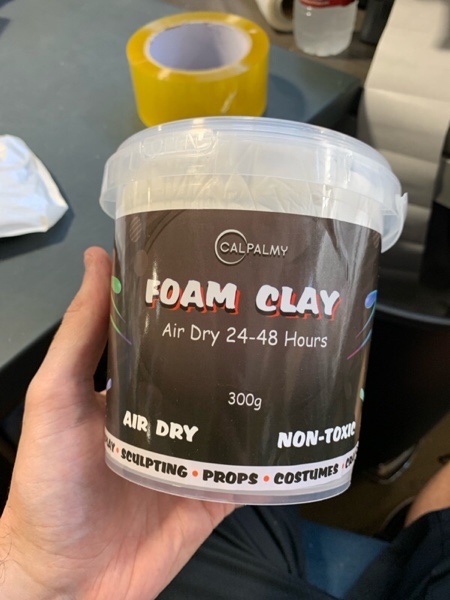 CALPALMY
FOAM CLAY
Air Dry 24-48 Hours
300g
AIR DRY
NON-TOXIC
SCULPTING • PROPS • COSTUMES